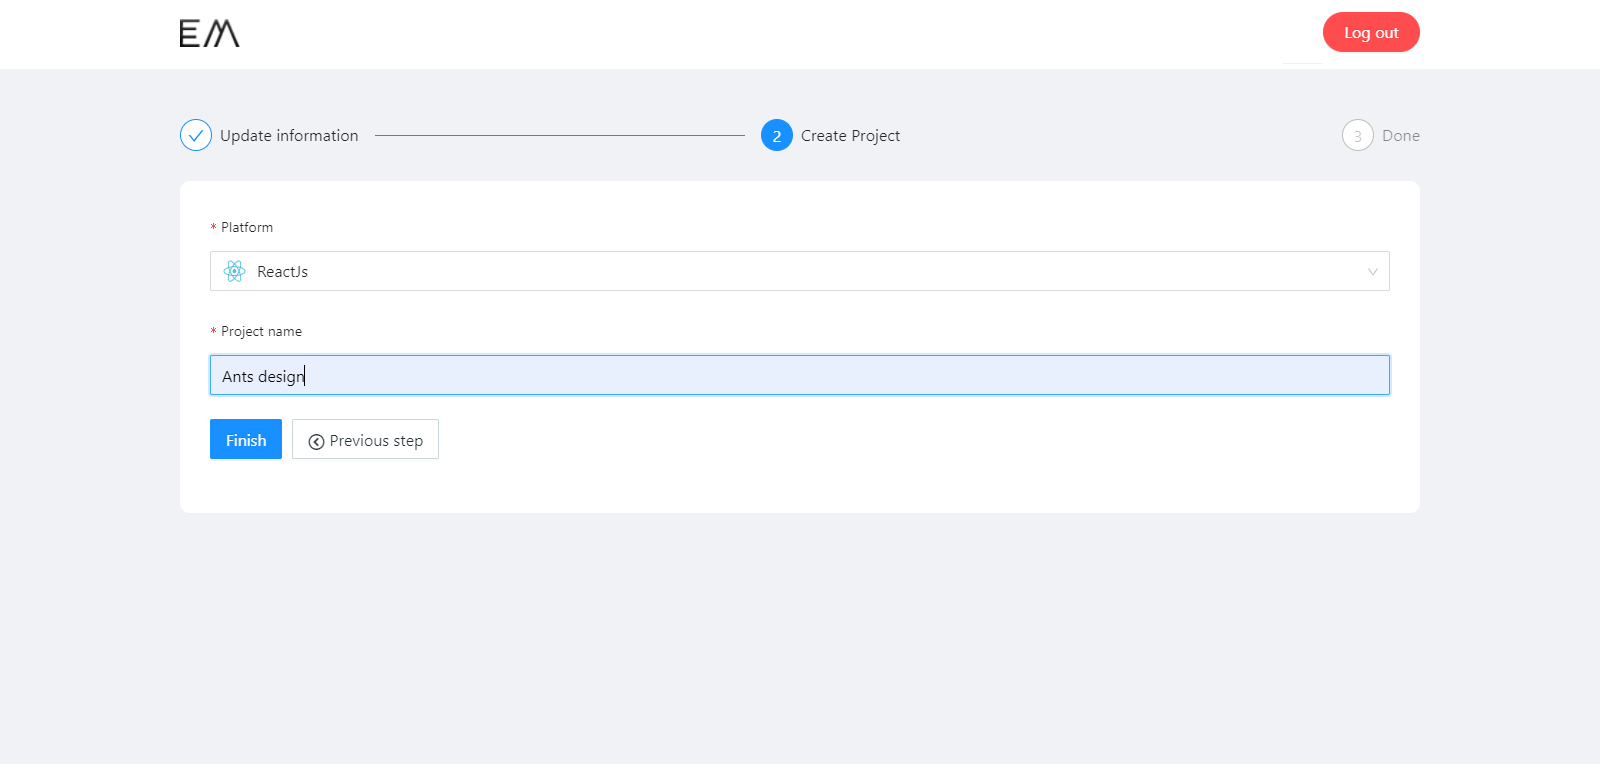 EM
Log out
Update information
2 Create Project
3 Done
* Platform
ReactJs
* Project name
Ants design
Finish
Previous step